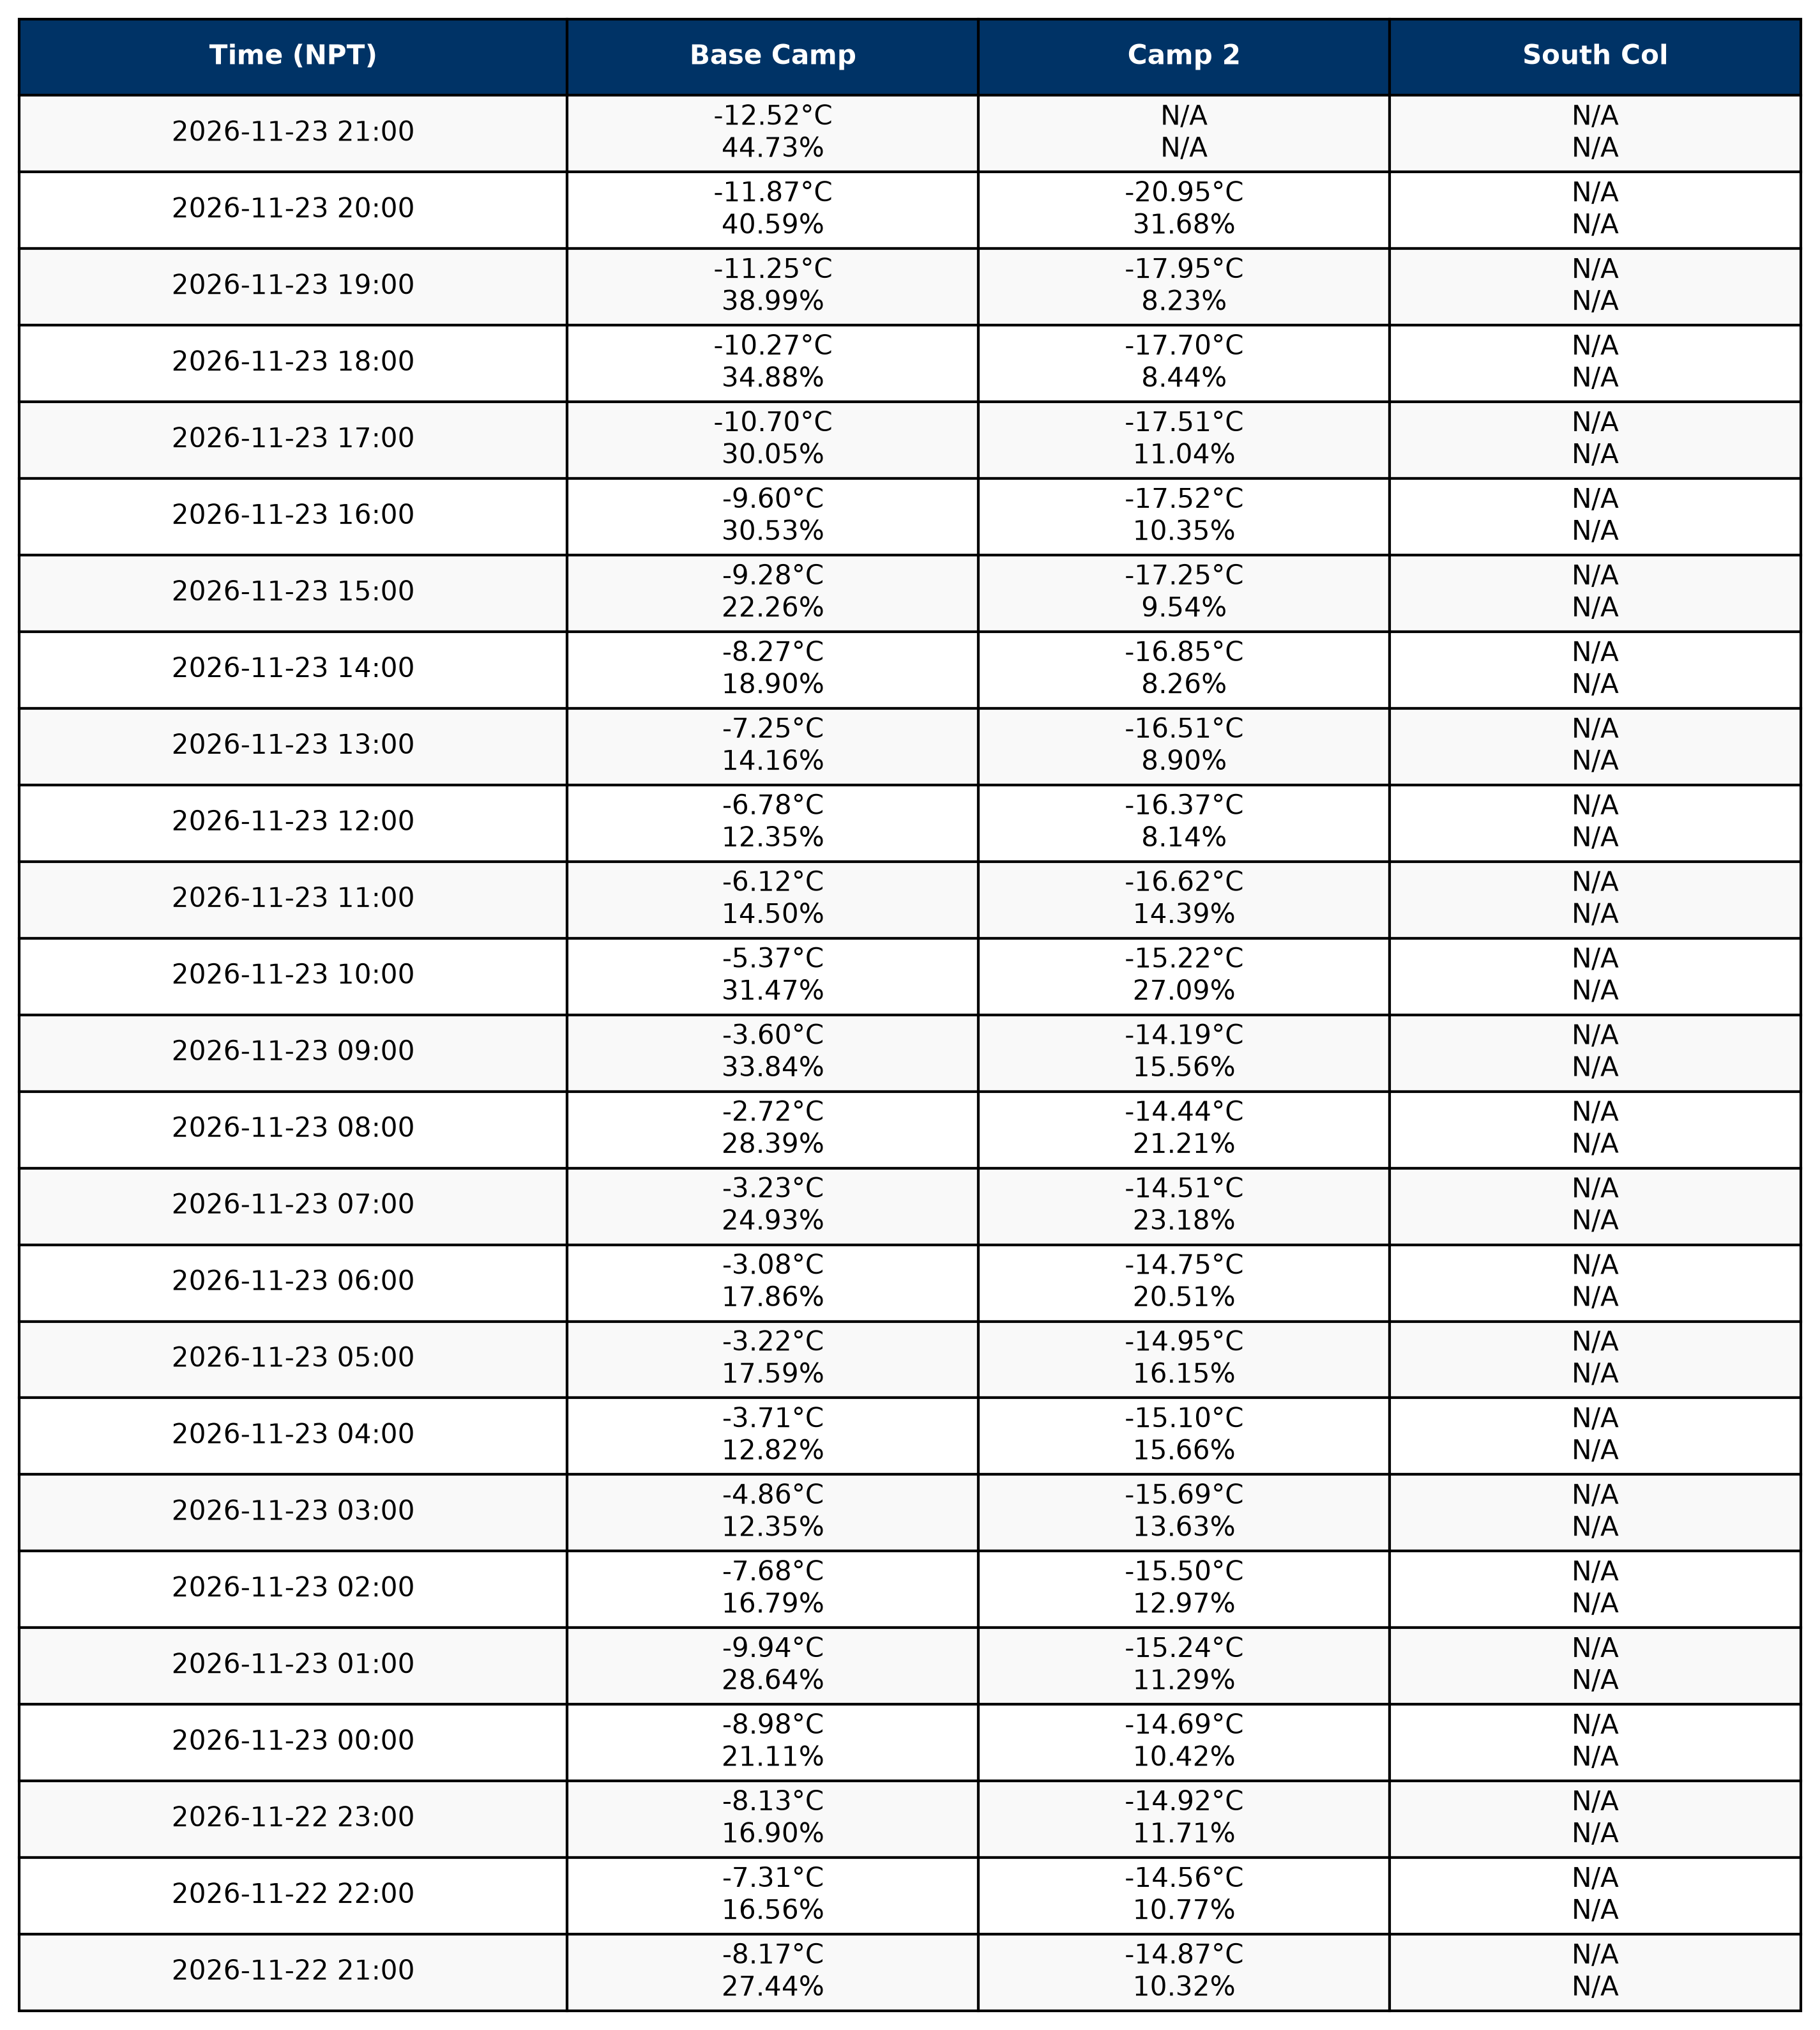 Time (NPT) Base Camp Camp 2 South Col
2026-11-23 21:00 -12.52°C 44.73% N/A N/A N/A N/A
2026-11-23 20:00 -11.87°C 40.59% -20.95°C 31.68% N/A N/A
2026-11-23 19:00 -11.25°C 38.99% -17.95°C 8.23% N/A N/A
2026-11-23 18:00 -10.27°C 34.88% -17.70°C 8.44% N/A N/A
2026-11-23 17:00 -10.70°C 30.05% -17.51°C 11.04% N/A N/A
2026-11-23 16:00 -9.60°C 30.53% -17.52°C 10.35% N/A N/A
2026-11-23 15:00 -9.28°C 22.26% -17.25°C 9.54% N/A N/A
2026-11-23 14:00 -8.27°C 18.90% -16.85°C 8.26% N/A N/A
2026-11-23 13:00 -7.25°C 14.16% -16.51°C 8.90% N/A N/A
2026-11-23 12:00 -6.78°C 12.35% -16.37°C 8.14% N/A N/A
2026-11-23 11:00 -6.12°C 14.50% -16.62°C 14.39% N/A N/A
2026-11-23 10:00 -5.37°C 31.47% -15.22°C 27.09% N/A N/A
2026-11-23 09:00 -3.60°C 33.84% -14.19°C 15.56% N/A N/A
2026-11-23 08:00 -2.72°C 28.39% -14.44°C 21.21% N/A N/A
2026-11-23 07:00 -3.23°C 24.93% -14.51°C 23.18% N/A N/A
2026-11-23 06:00 -3.08°C 17.86% -14.75°C 20.51% N/A N/A
2026-11-23 05:00 -3.22°C 17.59% -14.95°C 16.15% N/A N/A
2026-11-23 04:00 -3.71°C 12.82% -15.10°C 15.66% N/A N/A
2026-11-23 03:00 -4.86°C 12.35% -15.69°C 13.63% N/A N/A
2026-11-23 02:00 -7.68°C 16.79% -15.50°C 12.97% N/A N/A
2026-11-23 01:00 -9.94°C 28.64% -15.24°C 11.29% N/A N/A
2026-11-23 00:00 -8.98°C 21.11% -14.69°C 10.42% N/A N/A
2026-11-22 23:00 -8.13°C 16.90% -14.92°C 11.71% N/A N/A
2026-11-22 22:00 -7.31°C 16.56% -14.56°C 10.77% N/A N/A
2026-11-22 21:00 -8.17°C 27.44% -14.87°C 10.32% N/A N/A